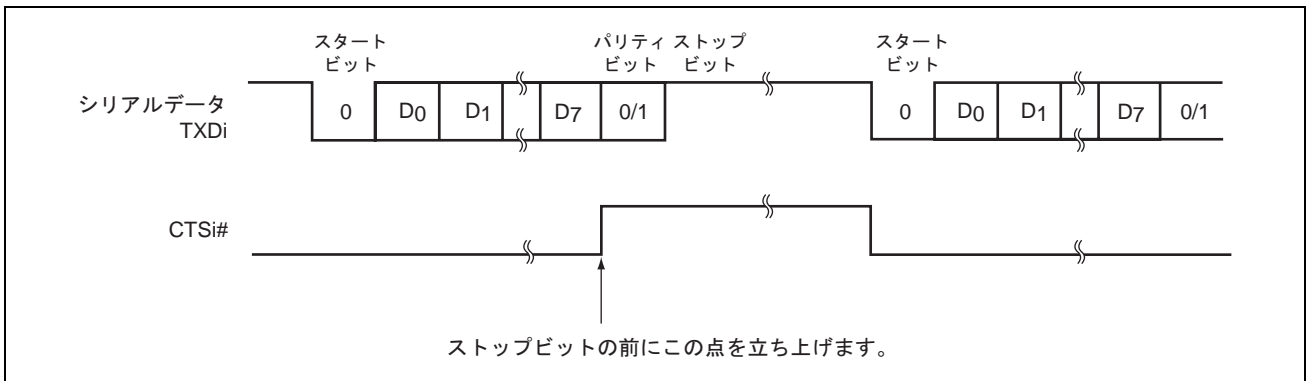 スタート
ビット
パリティ ストップ
ビット ビット
スタート
ビット
シリアルデータ
TXDi
0 D0 D1 D7 0/1 0 D0 D1 D7 0/1
CTSi#
ストップビットの前にこの点を立ち上げます。